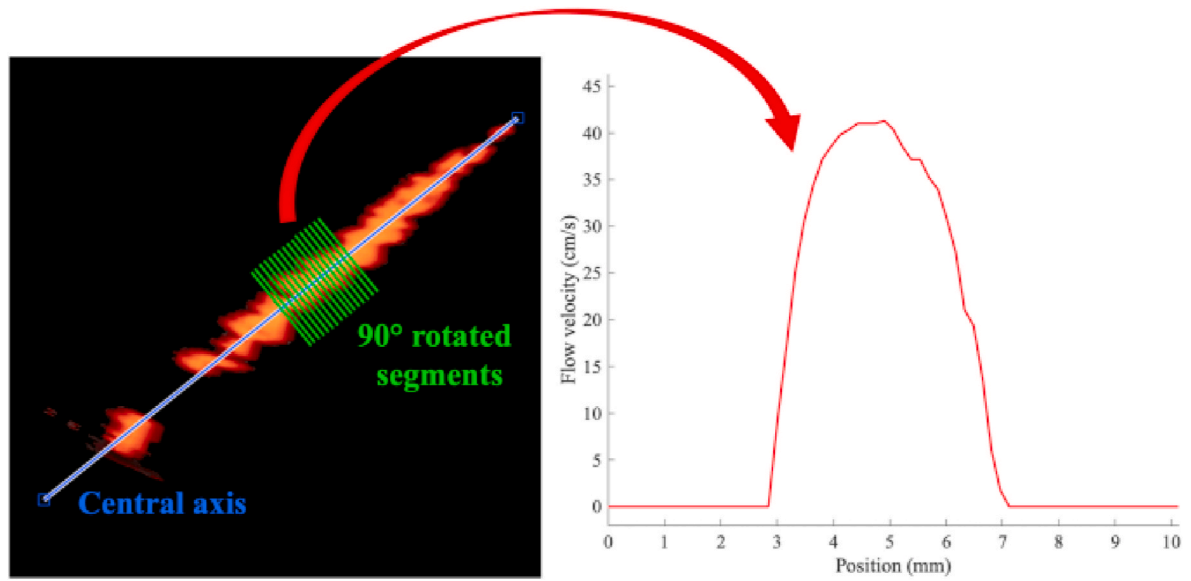 90° rotated
segments
Central axis
Flow velocity (cm/s)
45
40
35
30
25
20
15
10
5
0
0 1 2 3 4 5 6 7 8 9 10
Position (mm)